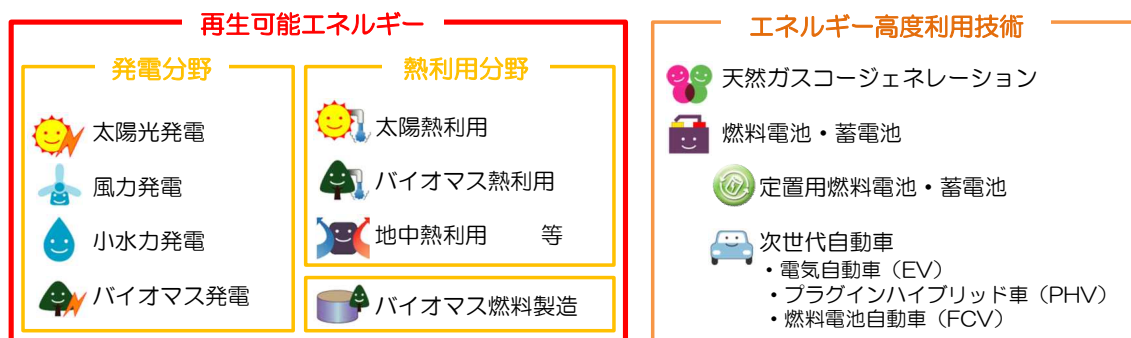 再生可能エネルギー
発電分野
太陽光発電
風力発電
小水力発電
バイオマス発電
熱利用分野
太陽熱利用
バイオマス熱利用
地中熱利用　等
バイオマス燃料製造
エネルギー高度利用技術
天然ガスコージェネレーション
燃料電池・蓄電池
定置用燃料電池・蓄電池
次世代自動車
・電気自動車（EV）
・プラグインハイブリッド車（PHV）
・燃料電池自動車（FCV）